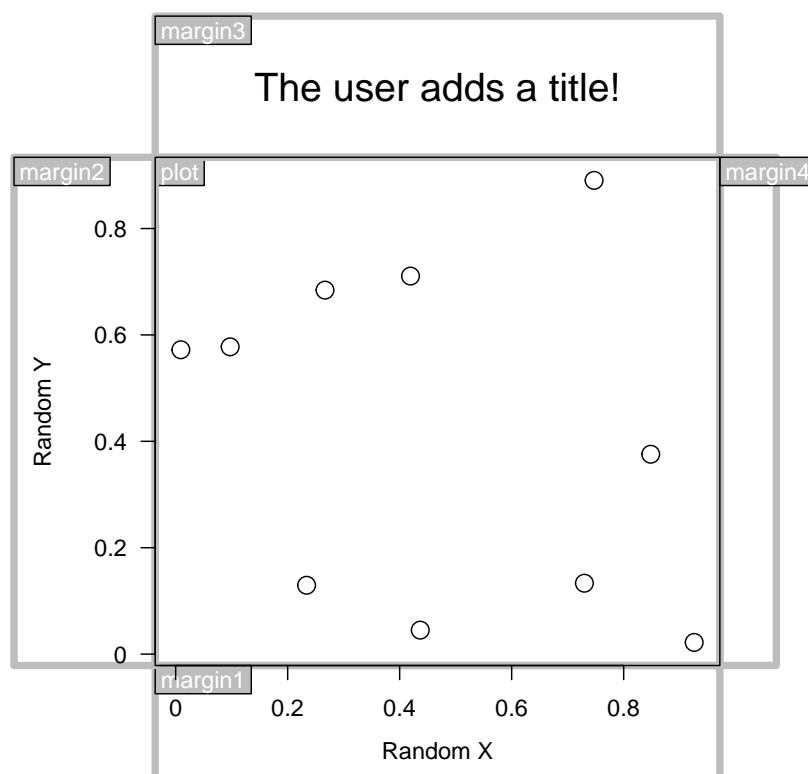 margin3
The user adds a title!
margin2
plot
margin4
0.8
0.6
0.4
0.2
0
Random Y
margin1
0 0.2 0.4 0.6 0.8
Random X